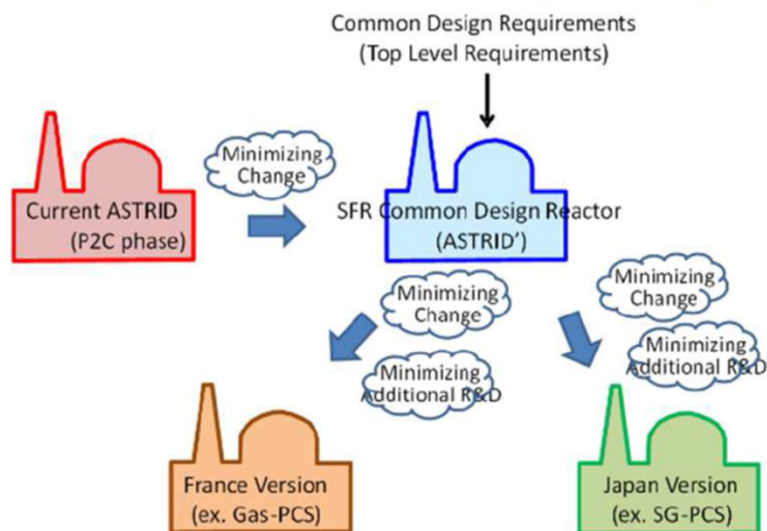 Common Design Requirements
(Top Level Requirements)
Minimizing
Change
Current ASTRID
(P2C phase)
SFR Common Design Reactor
(ASTRID')
Minimizing
Change
Minimizing
Additional R&D
Minimizing
Change
Minimizing
Additional R&D
France Version
(ex. Gas-PCS)
Japan Version
(ex. SG-PCS)